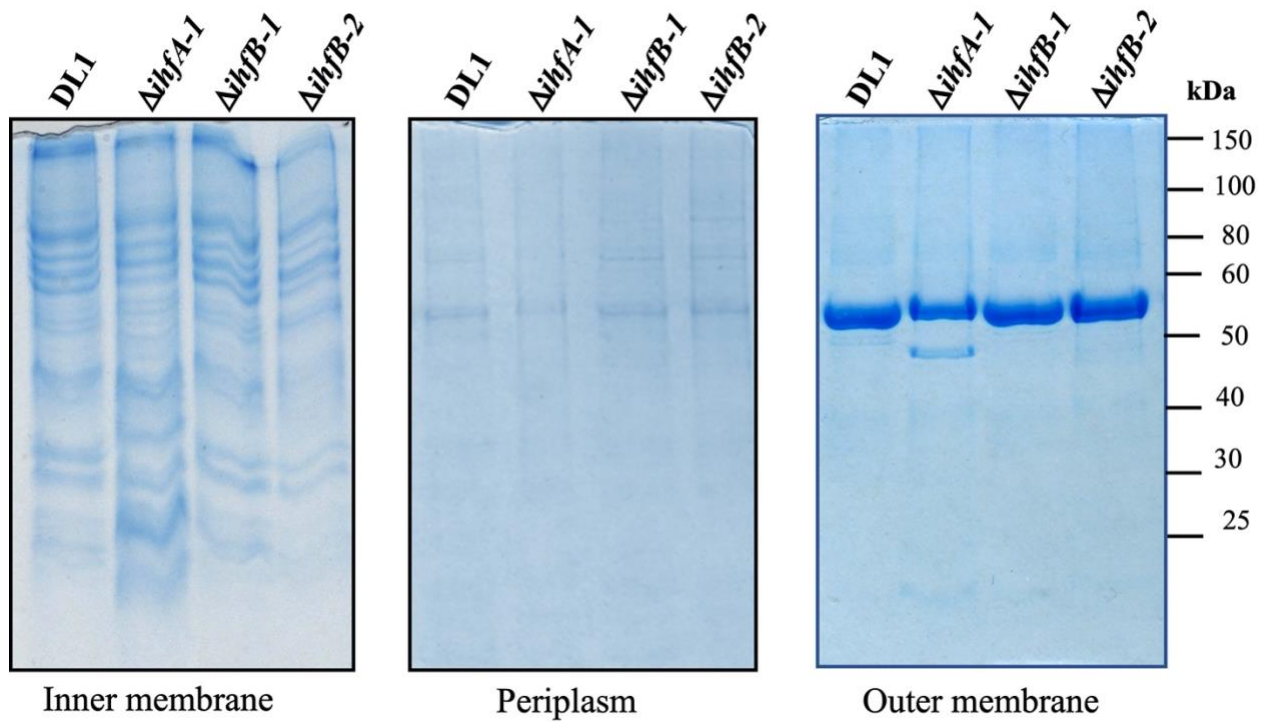 DL1 ΔihfA-1 ΔihfB-1 ΔihfB-2
DL1 ΔihfA-1 ΔihfB-1 ΔihfB-2
DL1 ΔihfA-1 ΔihfB-1 ΔihfB-2
kDa
150
100
80
60
50
40
30
25
Inner membrane
Periplasm
Outer membrane